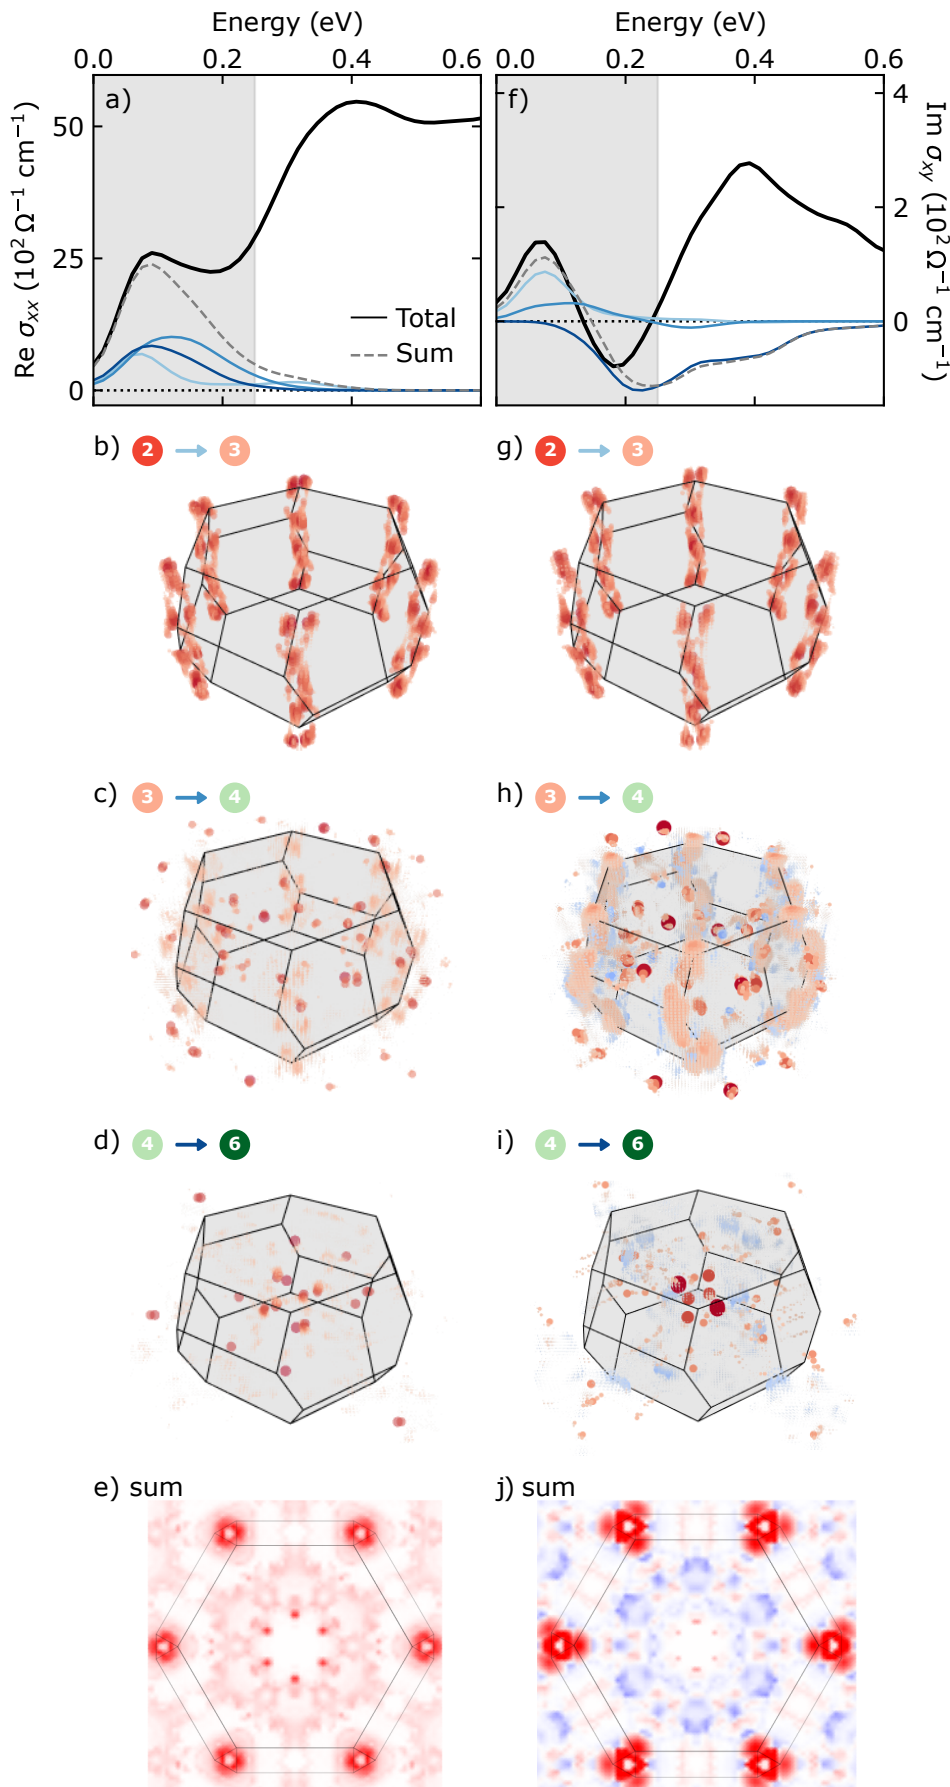 Energy (eV)
0.0 0.2 0.4 0.6
a)
50
25
0
Re σxx (10² Ω⁻¹ cm⁻¹)
Total
Sum
Energy (eV)
0.0 0.2 0.4 0.6
f)
4
2
0
Im σxy (10² Ω⁻¹ cm⁻¹)
b) 2 → 3
g) 2 → 3
c) 3 → 4
h) 3 → 4
d) 4 → 6
i) 4 → 6
e) sum
j) sum